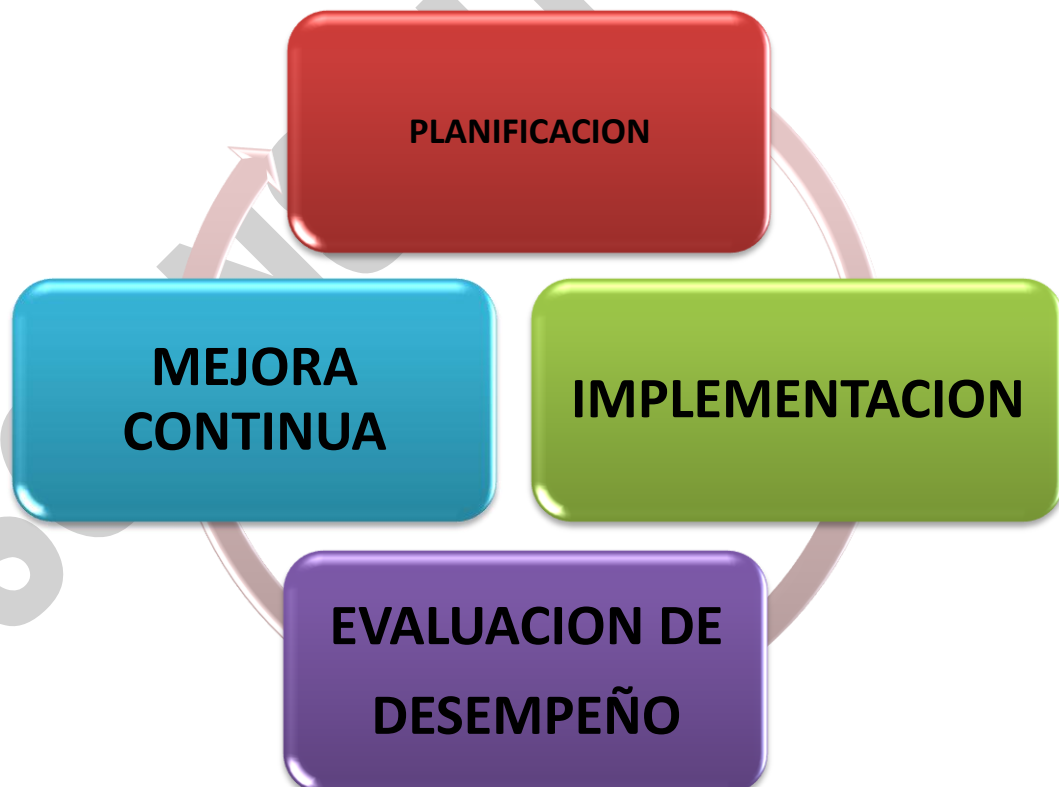 PLANIFICACION
MEJORA
CONTINUA
IMPLEMENTACION
EVALUACION DE
DESEMPEÑO